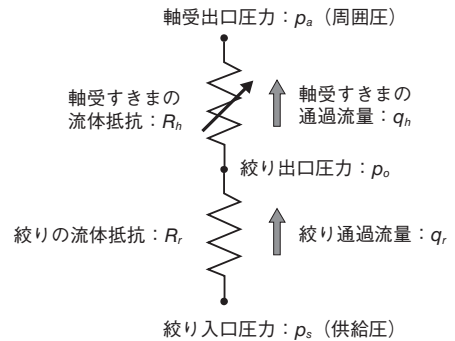 軸受出口圧力：pa（周囲圧）
軸受すきまの
流体抵抗：Rh
軸受すきまの
通過流量：qh
絞り出口圧力：po
絞りの流体抵抗：Rr
絞り通過流量：qr
絞り入口圧力：ps（供給圧）